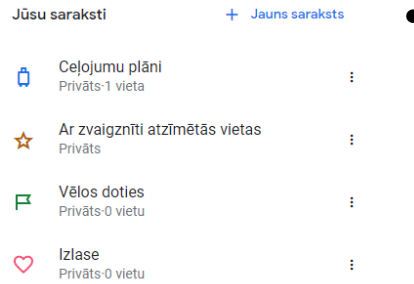 Jūsu saraksti
+ Jauns saraksts
Ceļojumu plāni
Privāts·1 vieta
Ar zvaigznīti atzīmētās vietas
Privāts
Vēlos doties
Privāts·0 vietu
Izlase
Privāts·0 vietu